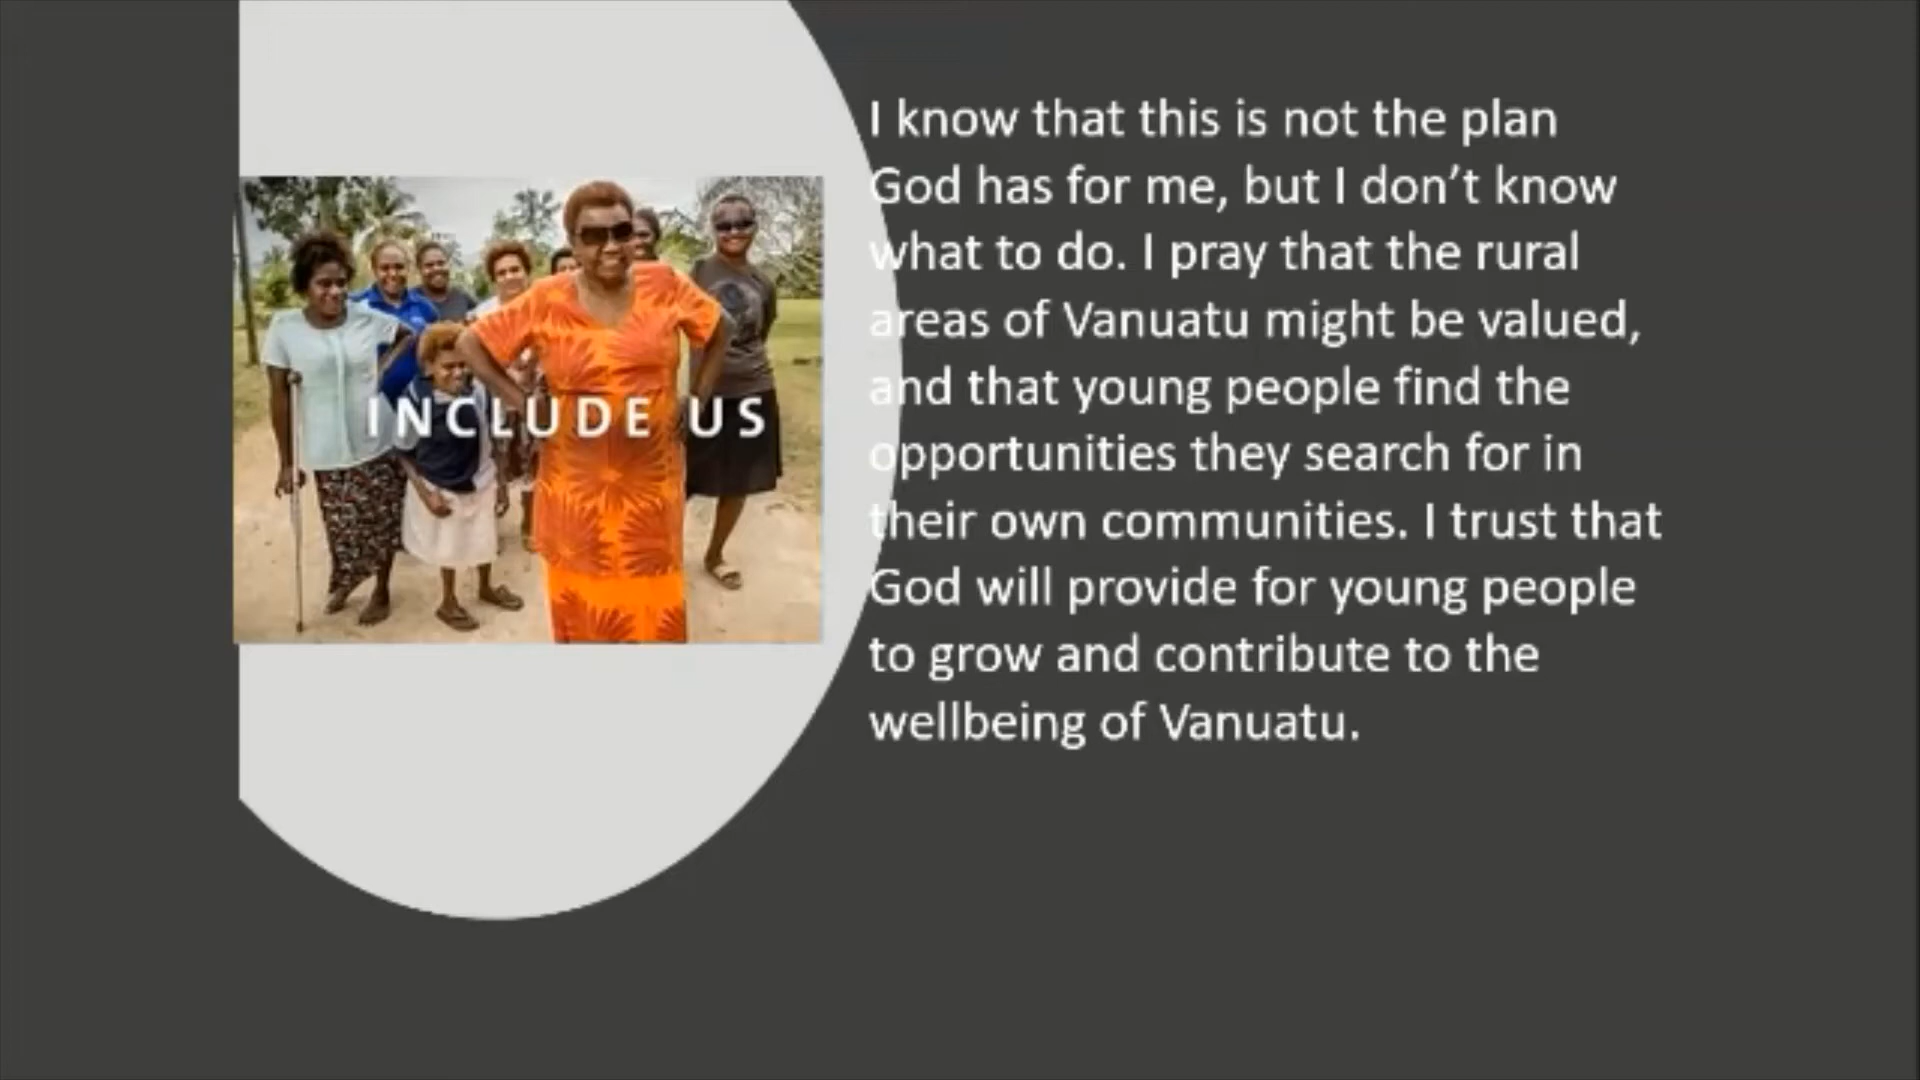 INCLUDE US
I know that this is not the plan
God has for me, but I don’t know
what to do. I pray that the rural
areas of Vanuatu might be valued,
and that young people find the
opportunities they search for in
their own communities. I trust that
God will provide for young people
to grow and contribute to the
wellbeing of Vanuatu.